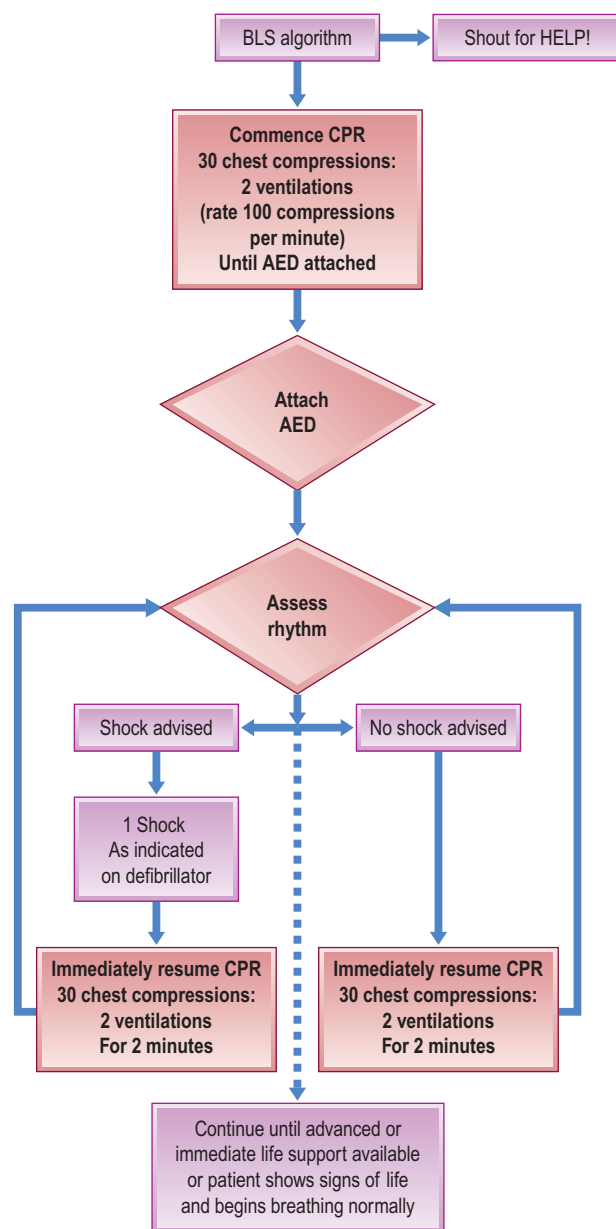 BLS algorithm
Shout for HELP!
Commence CPR
30 chest compressions:
2 ventilations
(rate 100 compressions
per minute)
Until AED attached
Attach
AED
Assess
rhythm
Shock advised
No shock advised
1 Shock
As indicated
on defibrillator
Immediately resume CPR
30 chest compressions:
2 ventilations
For 2 minutes
Immediately resume CPR
30 chest compressions:
2 ventilations
For 2 minutes
Continue until advanced or
immediate life support available
or patient shows signs of life
and begins breathing normally